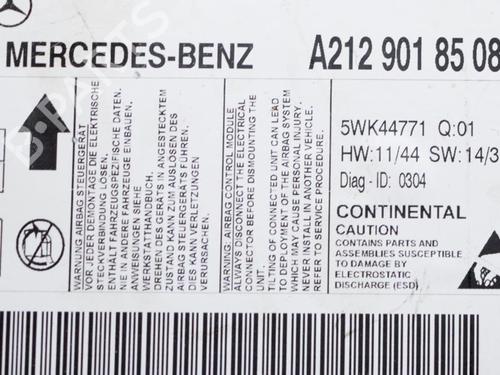 MERCEDES-BENZ A212 901 85 08
WARNUNG AIRBAG STEUERGERÄT
VOR JEDER DEMONTAGE DIE ELEKTRISCHE
STECKVERBINDUNG LÖSEN.
ENTHÄLT FAHRZEUGSPEZIFISCHE DATEN.
NIE IN ANDERE FAHRZEUGE EINBAUEN.
ANWEISUNGEN SIEHE
WERKSTATTHANDBUCH.
DREHEN DES GERÄTS IN ANGESTECKTEM
ZUSTAND KANN ZUM AUSLÖSEN DES
AIRBAG STEUERGERÄTS FÜHREN.
DIES KANN VERLETZUNGEN
VERURSACHEN.
WARNING: AIRBAG CONTROL MODULE
ALWAYS DISCONNECT THE ELECTRICAL
CONNECTOR BEFORE DISMOUNTING THE
UNIT.
TILTING OF CONNECTED UNIT CAN LEAD
TO DEPLOYMENT OF THE AIRBAG SYSTEM
WHICH MAY CAUSE PERSONAL INJURY.
NEVER INSTALL IN ANOTHER VEHICLE.
REFER TO SERVICE PROCEDURE.
5WK44771 Q:01
HW:11/44 SW:14/3
Diag - ID: 0304
CONTINENTAL
CAUTION
CONTAINS PARTS AND
ASSEMBLIES SUSCEPTIBLE
TO DAMAGE BY
ELECTROSTATIC
DISCHARGE (ESD)
B-PARTS